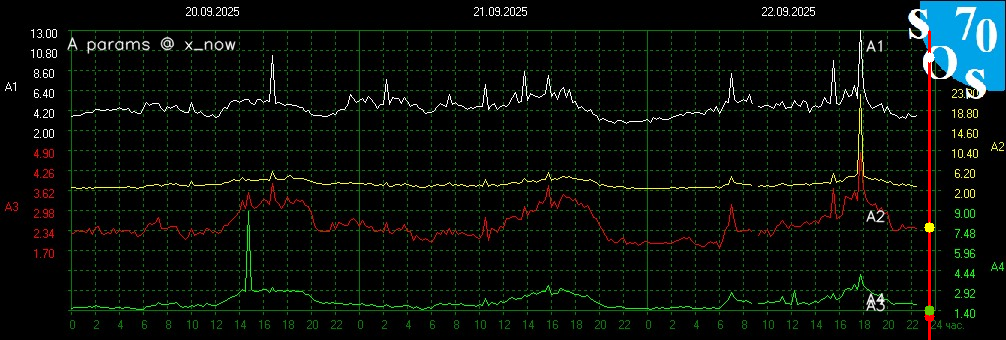 20.09.2025 21.09.2025 22.09.2025
A params @ x_now
A1
13.00
10.80
8.60
6.40
4.20
2.00
A3
4.90
4.26
3.62
2.98
2.34
1.70
A1
A2
A4
A3
SOS 70
A2
23.00
18.80
14.60
10.40
6.20
2.00
A4
9.00
7.48
5.96
4.44
2.92
1.40
0 2 4 6 8 10 12 14 16 18 20 22 0 2 4 6 8 10 12 14 16 18 20 22 0 2 4 6 8 10 12 14 16 18 20 22 24 час.